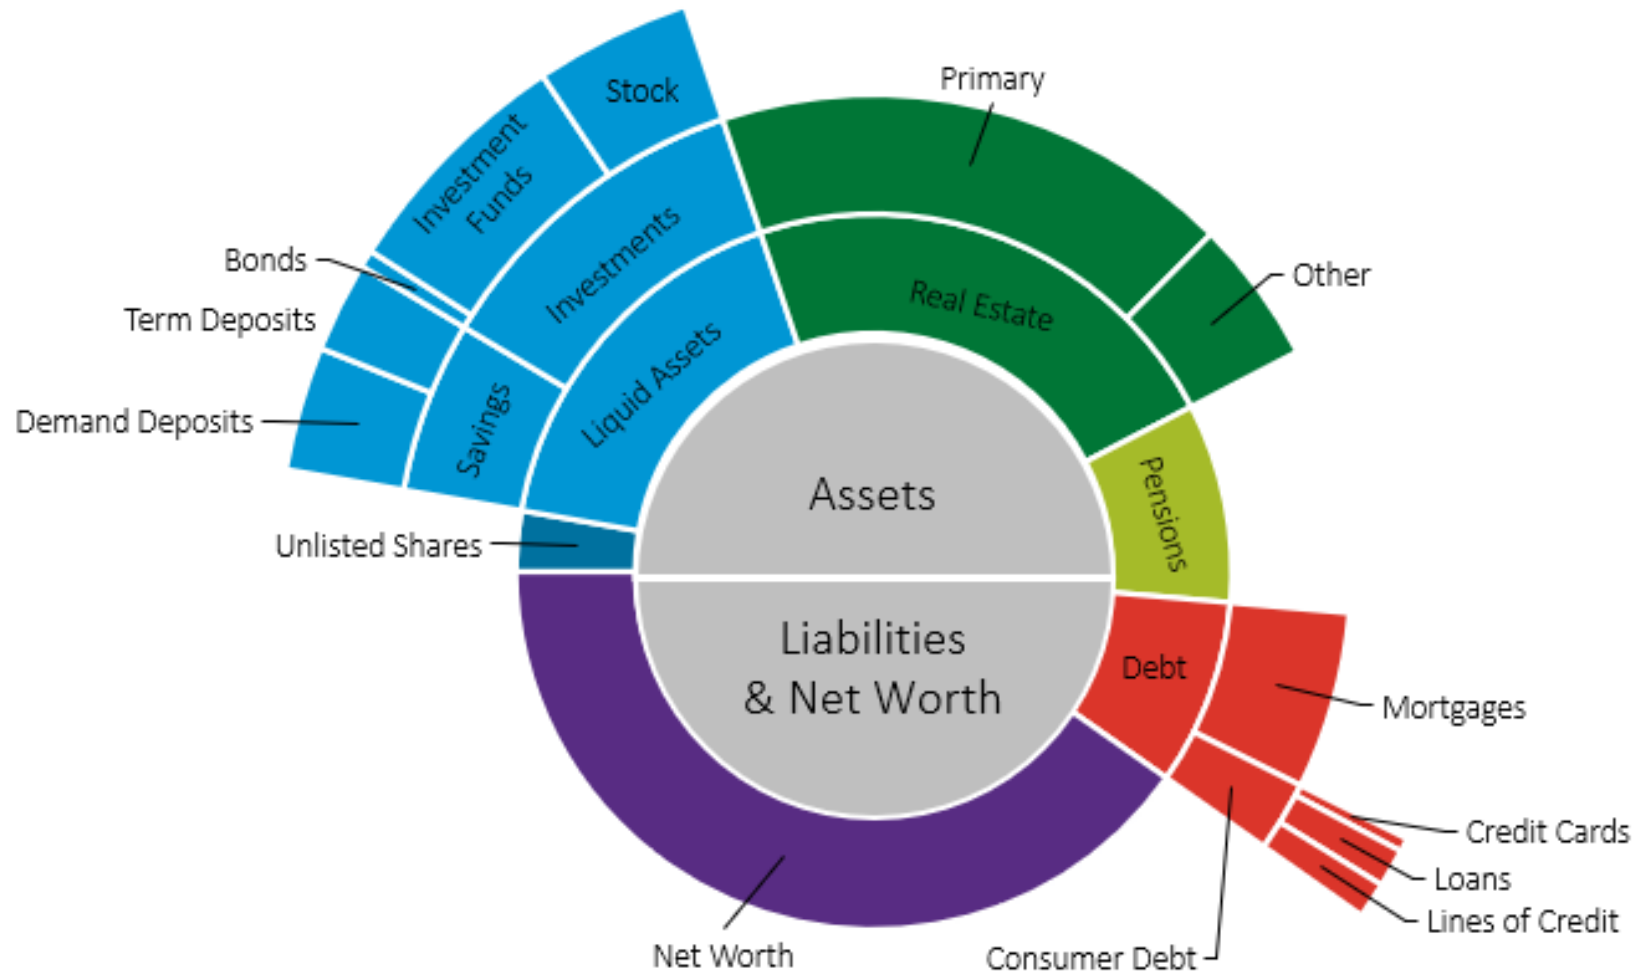 Primary
Stock
Investment
Funds
Bonds
Investments
Real Estate
Other
Term Deposits
Liquid Assets
Demand Deposits
Savings
Pensions
Assets
Unlisted Shares
Liabilities
& Net Worth
Debt
Mortgages
Credit Cards
Loans
Lines of Credit
Net Worth
Consumer Debt